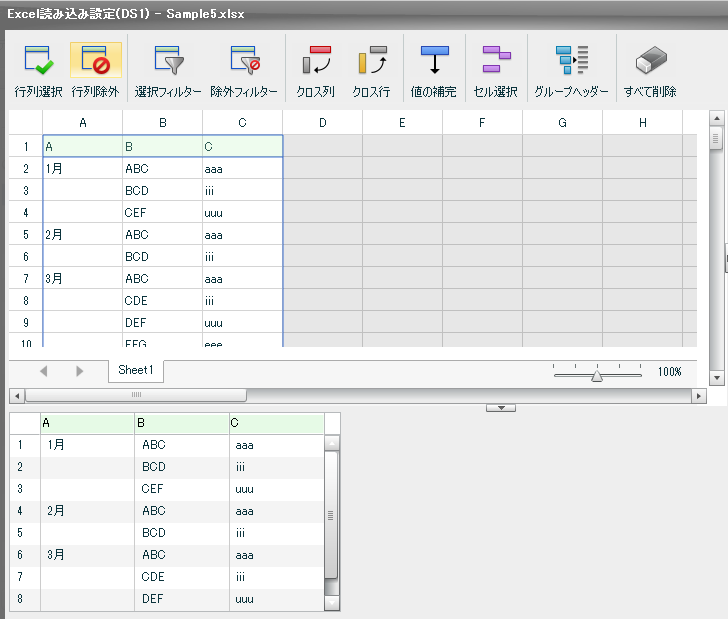 Excel読み込み設定(DS1) - Sample5.xlsx
行列選択 行列除外 選択フィルター 除外フィルター クロス列 クロス行 値の補完 セル選択 グループヘッダー すべて削除
A B C D E F G H
1 A B C
2 1月 ABC aaa
3 BCD iii
4 CEF uuu
5 2月 ABC aaa
6 BCD iii
7 3月 ABC aaa
8 CDE iii
9 DEF uuu
10 EFG eee
Sheet1 100%
A B C
1 1月 ABC aaa
2 BCD iii
3 CEF uuu
4 2月 ABC aaa
5 BCD iii
6 3月 ABC aaa
7 CDE iii
8 DEF uuu